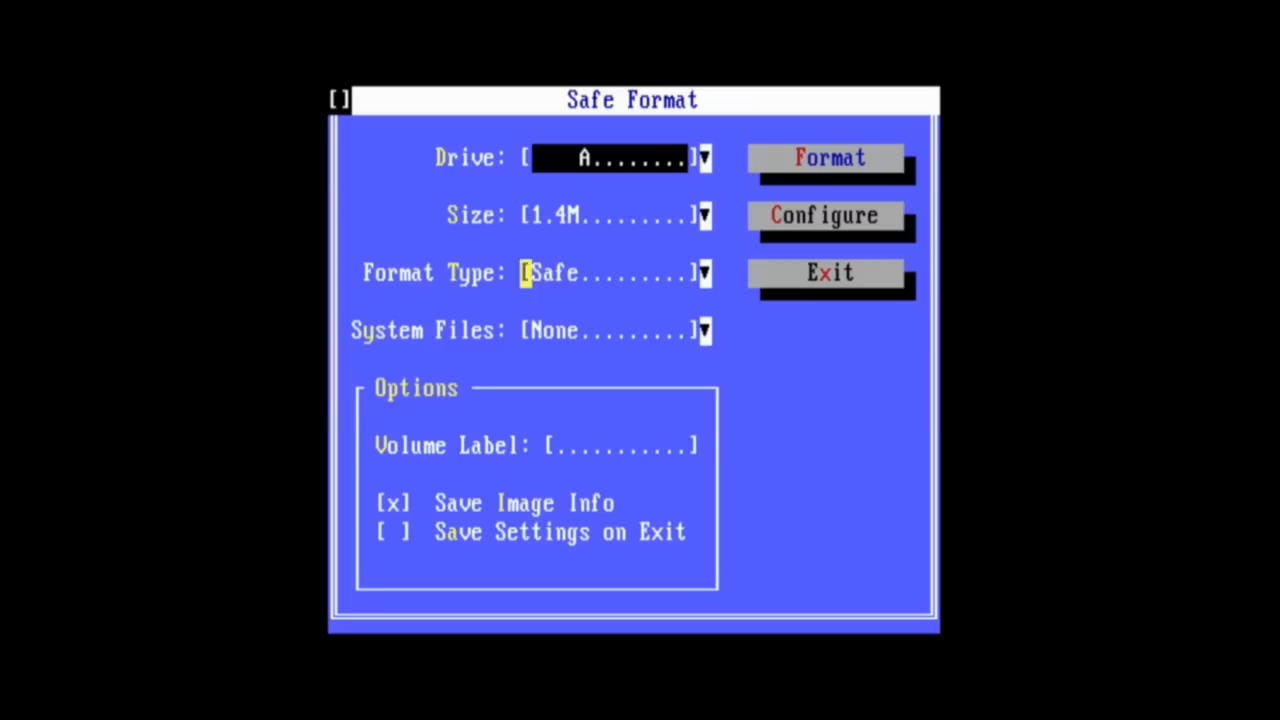 [ ] Safe Format
Drive: [    A........]▼ Format
Size: [1.4M.........]▼ Configure
Format Type: [Safe.........]▼ Exit
System Files: [None.........]▼
Options
Volume Label: [...........]
[x] Save Image Info
[ ] Save Settings on Exit